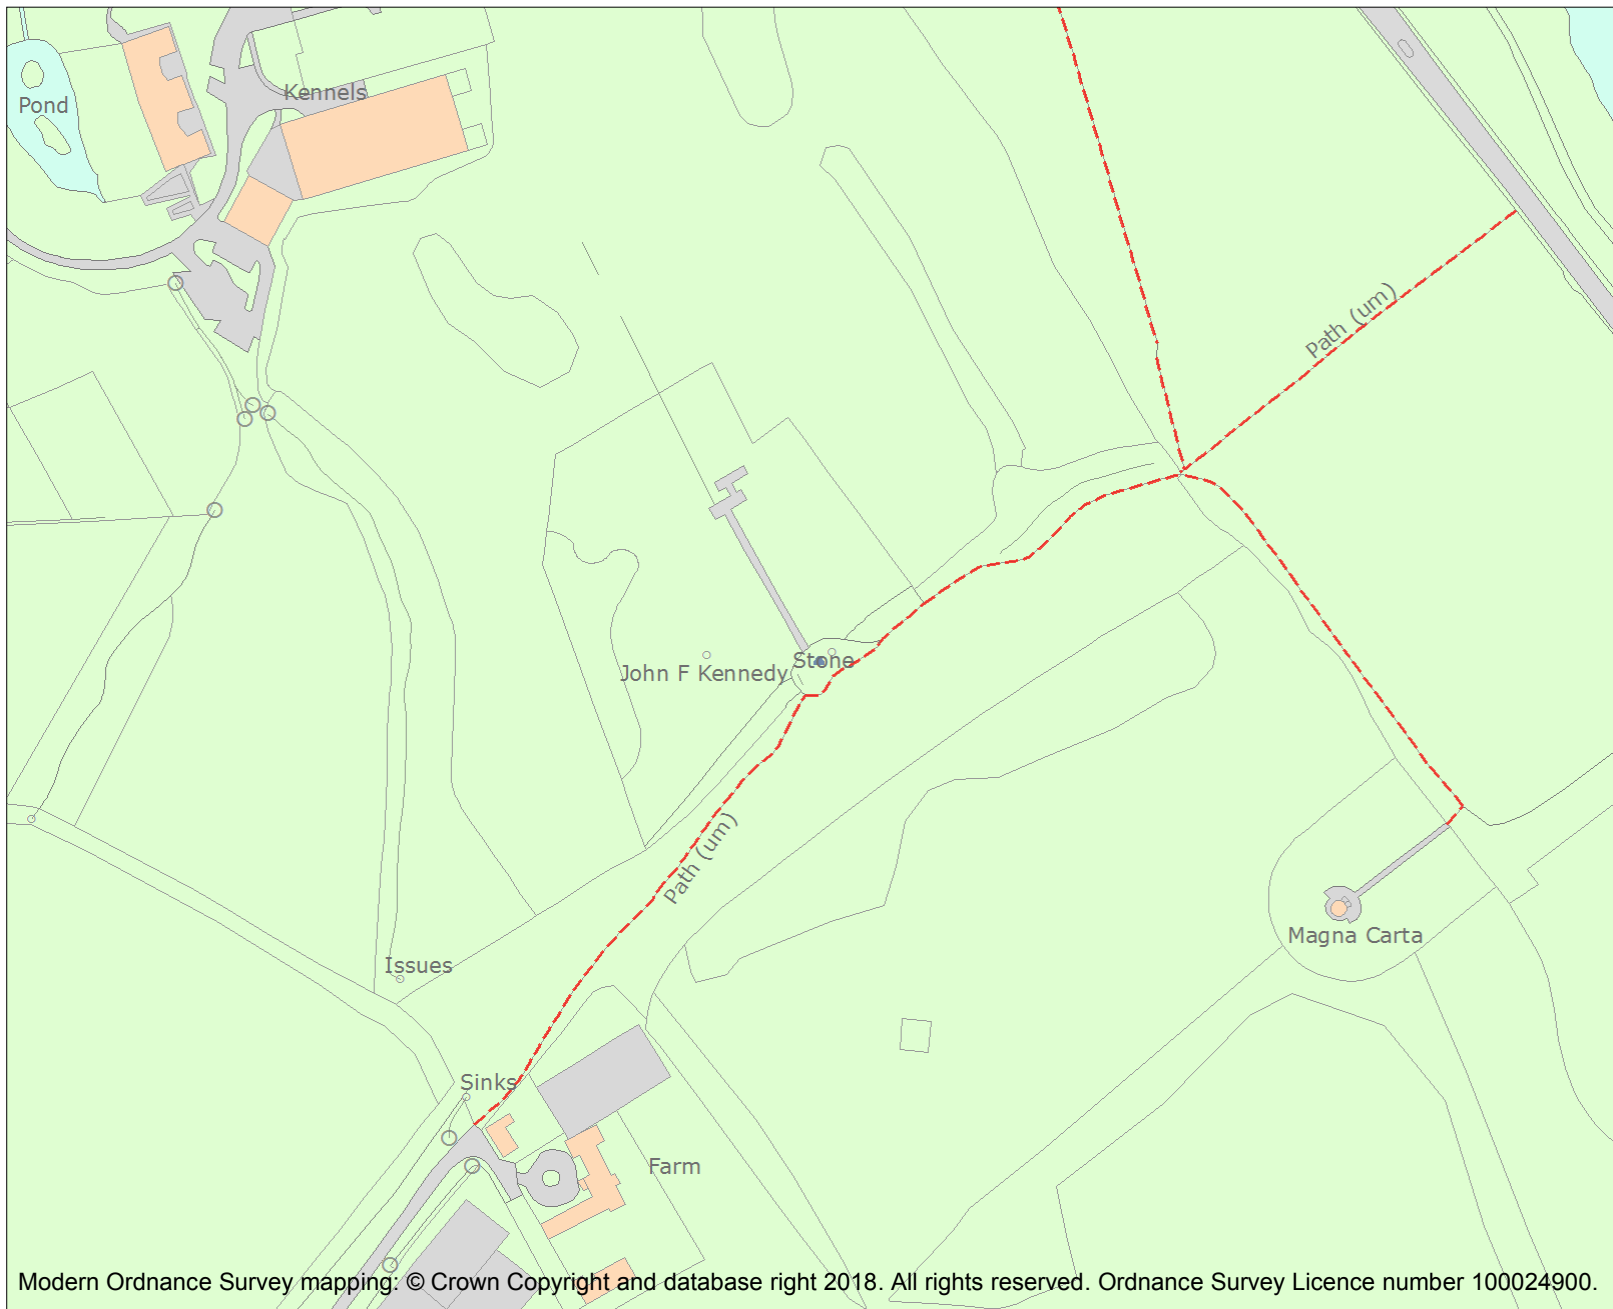 Kennels
Pond
Path (um)
Stone
John F Kennedy
Path (um)
Magna Carta
Issues
Sinks
Farm
Modern Ordnance Survey mapping: © Crown Copyright and database right 2018. All rights reserved. Ordnance Survey Licence number 100024900.